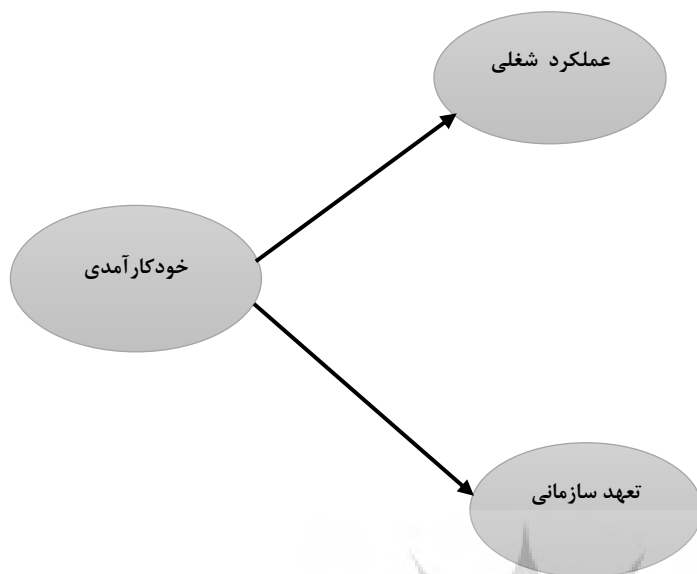 عملکرد شغلی
خودکارآمدی
تعهد سازمانی